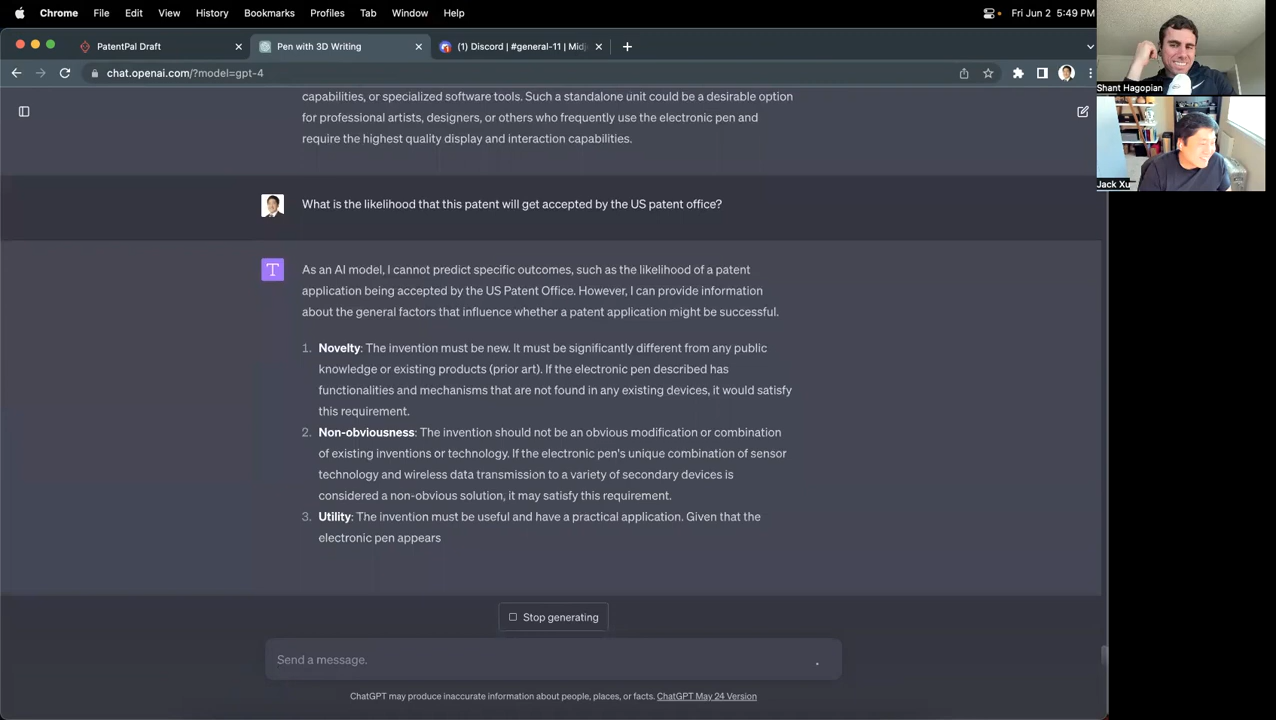 Chrome File Edit View History Bookmarks Profiles Tab Window Help Fri Jun 2 5:49 PM
PatentPal Draft Pen with 3D Writing (1) Discord | #general-11 | Mid
chat.openai.com/?model=gpt-4
Shant Hagopian
Jack Xu
capabilities, or specialized software tools. Such a standalone unit could be a desirable option
for professional artists, designers, or others who frequently use the electronic pen and
require the highest quality display and interaction capabilities.
What is the likelihood that this patent will get accepted by the US patent office?
T
As an AI model, I cannot predict specific outcomes, such as the likelihood of a patent
application being accepted by the US Patent Office. However, I can provide information
about the general factors that influence whether a patent application might be successful.
1. Novelty: The invention must be new. It must be significantly different from any public
knowledge or existing products (prior art). If the electronic pen described has
functionalities and mechanisms that are not found in any existing devices, it would satisfy
this requirement.
2. Non-obviousness: The invention should not be an obvious modification or combination
of existing inventions or technology. If the electronic pen's unique combination of sensor
technology and wireless data transmission to a variety of secondary devices is
considered a non-obvious solution, it may satisfy this requirement.
3. Utility: The invention must be useful and have a practical application. Given that the
electronic pen appears
Stop generating
Send a message.
ChatGPT may produce inaccurate information about people, places, or facts. ChatGPT May 24 Version